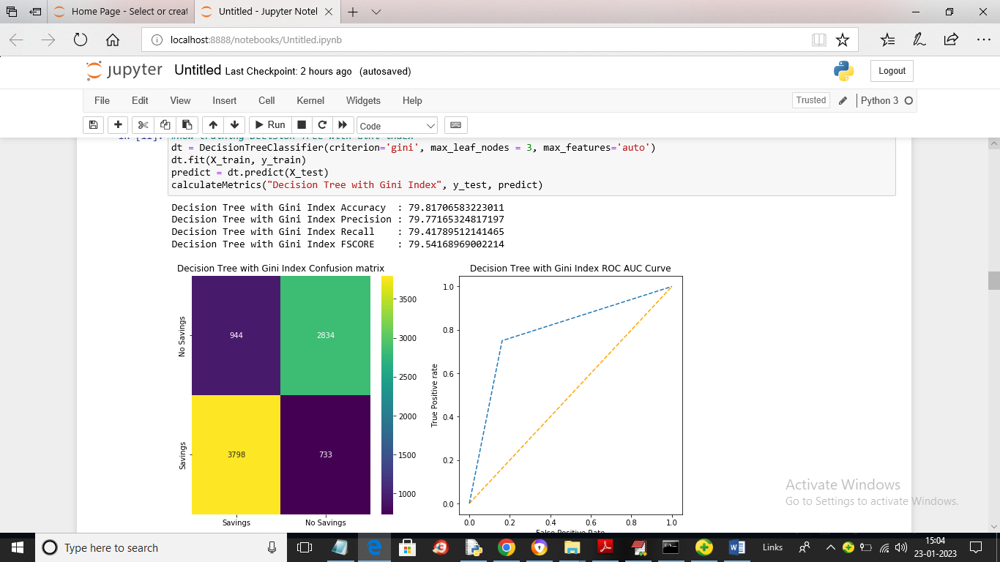 Home Page - Select or creat
Untitled - Jupyter Notel
localhost:8888/notebooks/Untitled.ipynb
jupyter Untitled Last Checkpoint: 2 hours ago (autosaved)
Logout
File Edit View Insert Cell Kernel Widgets Help
Trusted
Python 3
Run
Code
In [11]: #now training Decision Tree with Gini index
dt = DecisionTreeClassifier(criterion='gini', max_leaf_nodes = 3, max_features='auto')
dt.fit(X_train, y_train)
predict = dt.predict(X_test)
calculateMetrics("Decision Tree with Gini Index", y_test, predict)
Decision Tree with Gini Index Accuracy  : 79.81706583223011
Decision Tree with Gini Index Precision : 79.77165324817197
Decision Tree with Gini Index Recall    : 79.41789512141465
Decision Tree with Gini Index FSCORE    : 79.54168969002214
Decision Tree with Gini Index Confusion matrix
No Savings
944 2834
Savings
3798 733
Savings No Savings
3500
3000
2500
2000
1500
1000
Decision Tree with Gini Index ROC AUC Curve
True Positive rate
1.0
0.8
0.6
0.4
0.2
0.0
0.0 0.2 0.4 0.6 0.8 1.0
False Positive Rate
Activate Windows
Go to Settings to activate Windows.
Type here to search
Links
15:04
23-01-2023